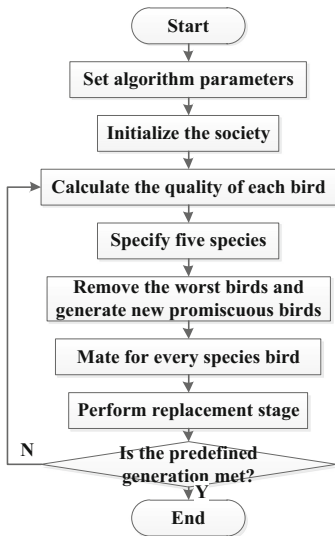 Start
Set algorithm parameters
Initialize the society
Calculate the quality of each bird
Specify five species
Remove the worst birds and
generate new promiscuous birds
Mate for every species bird
Perform replacement stage
Is the predefined
generation met?
N
Y
End